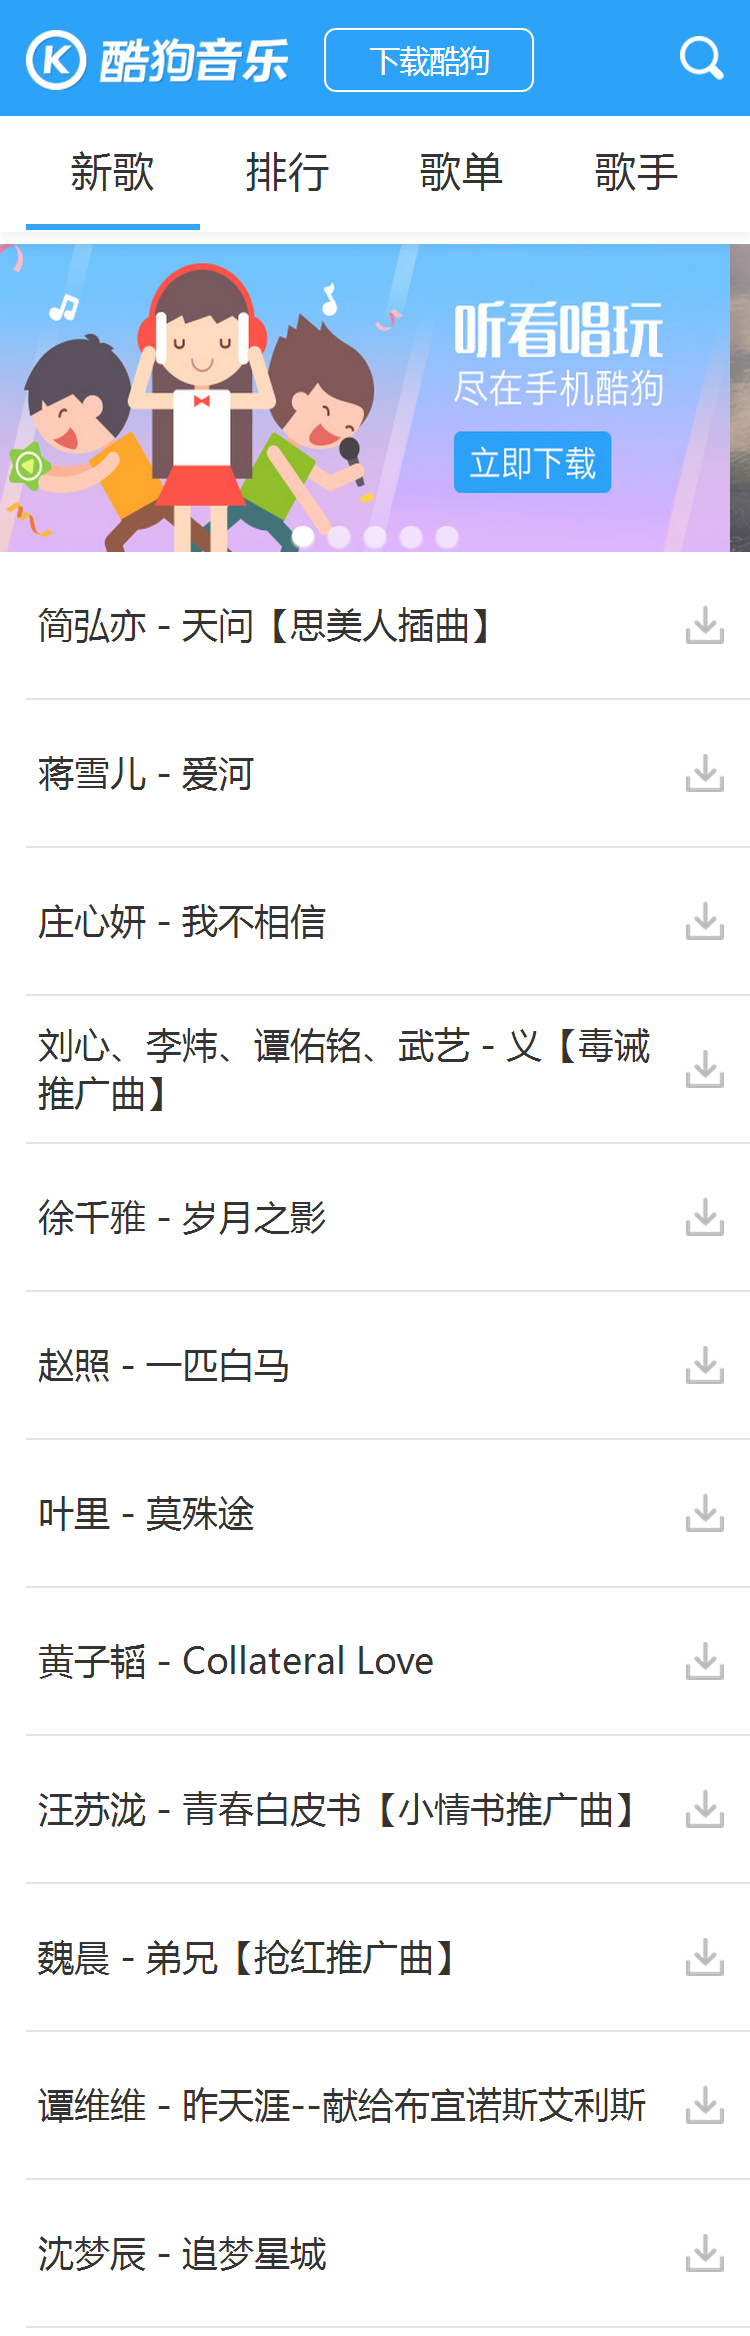 酷狗音乐
下载酷狗
新歌
排行
歌单
歌手
听看唱玩
尽在手机酷狗
立即下载
简弘亦 - 天问【思美人插曲】
蒋雪儿 - 爱河
庄心妍 - 我不相信
刘心、李炜、谭佑铭、武艺 - 义【毒诫
推广曲】
徐千雅 - 岁月之影
赵照 - 一匹白马
叶里 - 莫殊途
黄子韬 - Collateral Love
汪苏泷 - 青春白皮书【小情书推广曲】
魏晨 - 弟兄【抢红推广曲】
谭维维 - 昨天涯--献给布宜诺斯艾利斯
沈梦辰 - 追梦星城